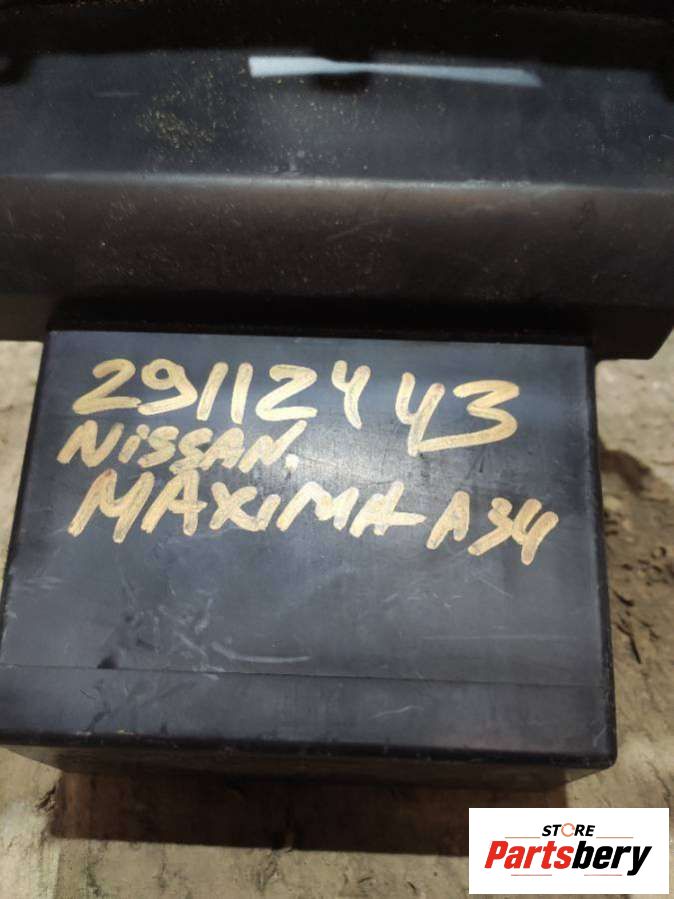 29112443
NISSAN.
MAXIMA A34
STORE
Partsbery